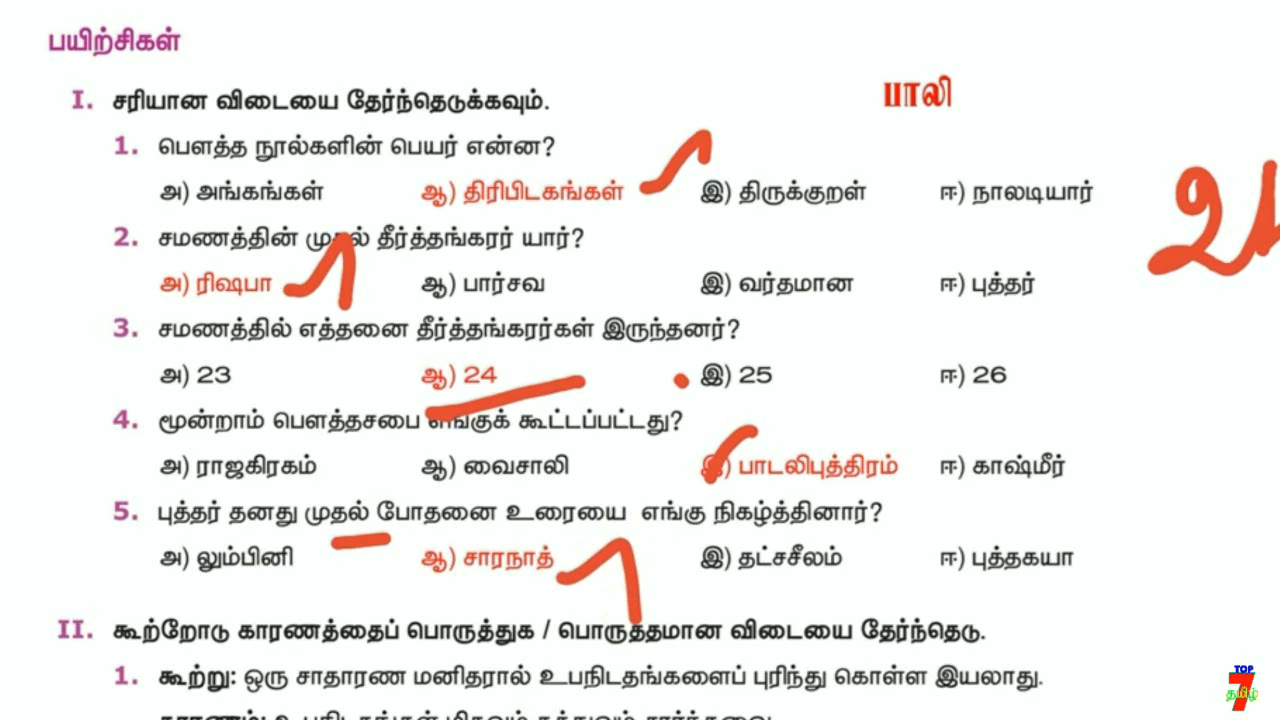 பயிற்சிகள்
I. சரியான விடையை தேர்ந்தெடுக்கவும்.
பாலி
1. பௌத்த நூல்களின் பெயர் என்ன?
அ) அங்கங்கள் ஆ) திரிபிடகங்கள் இ) திருக்குறள் ஈ) நாலடியார்
2. சமணத்தின் முதல் தீர்த்தங்கரர் யார்?
அ) ரிஷபா ஆ) பார்சவ இ) வர்தமான ஈ) புத்தர்
3. சமணத்தில் எத்தனை தீர்த்தங்கரர்கள் இருந்தனர்?
அ) 23 ஆ) 24 இ) 25 ஈ) 26
4. மூன்றாம் பௌத்தசபை எங்குக் கூட்டப்பட்டது?
அ) ராஜகிரகம் ஆ) வைசாலி இ) பாடலிபுத்திரம் ஈ) காஷ்மீர்
5. புத்தர் தனது முதல் போதனை உரையை எங்கு நிகழ்த்தினார்?
அ) லும்பினி ஆ) சாரநாத் இ) தட்சசீலம் ஈ) புத்தகயா
II. கூற்றோடு காரணத்தைப் பொருத்துக / பொருத்தமான விடையை தேர்ந்தெடு.
1. கூற்று: ஒரு சாதாரண மனிதரால் உபநிடதங்களைப் புரிந்து கொள்ள இயலாது.
TOP
7
தமிழ்